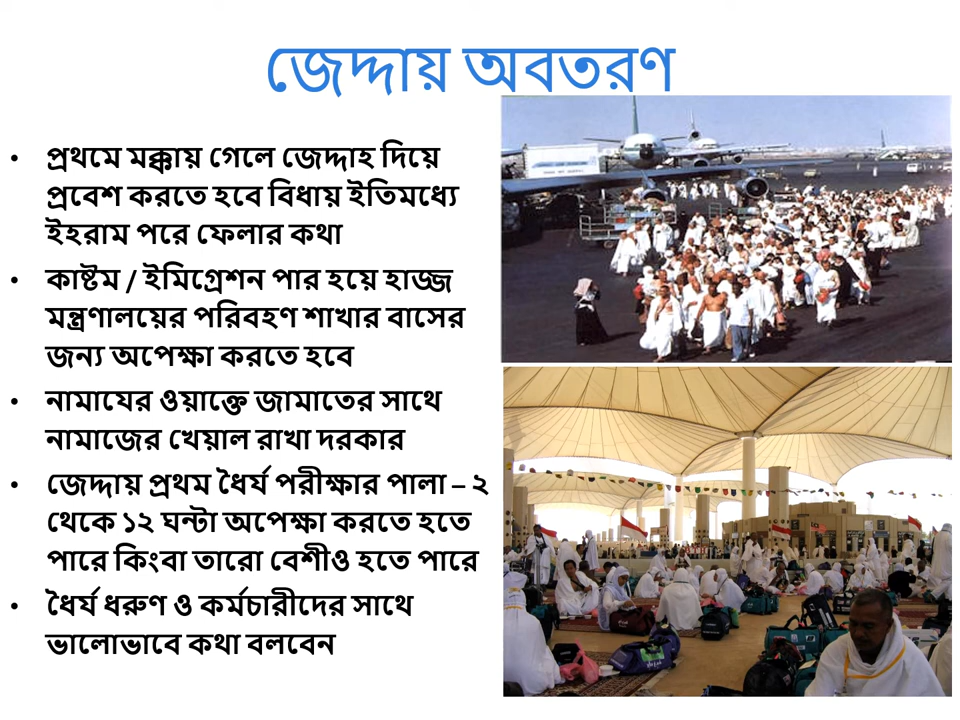 জেদ্দায় অবতরণ
• প্রথমে মক্কায় গেলে জেদ্দাহ দিয়ে
প্রবেশ করতে হবে বিধায় ইতিমধ্যে
ইহরাম পরে ফেলার কথা
• কাষ্টম / ইমিগ্রেশন পার হয়ে হাজ্জ
মন্ত্রণালয়ের পরিবহণ শাখার বাসের
জন্য অপেক্ষা করতে হবে
• নামাযের ওয়াক্তে জামাতের সাথে
নামাজের খেয়াল রাখা দরকার
• জেদ্দায় প্রথম ধৈর্য পরীক্ষার পালা – ২
থেকে ১২ ঘন্টা অপেক্ষা করতে হতে
পারে কিংবা তারো বেশীও হতে পারে
• ধৈর্য ধরুণ ও কর্মচারীদের সাথে
ভালোভাবে কথা বলবেন